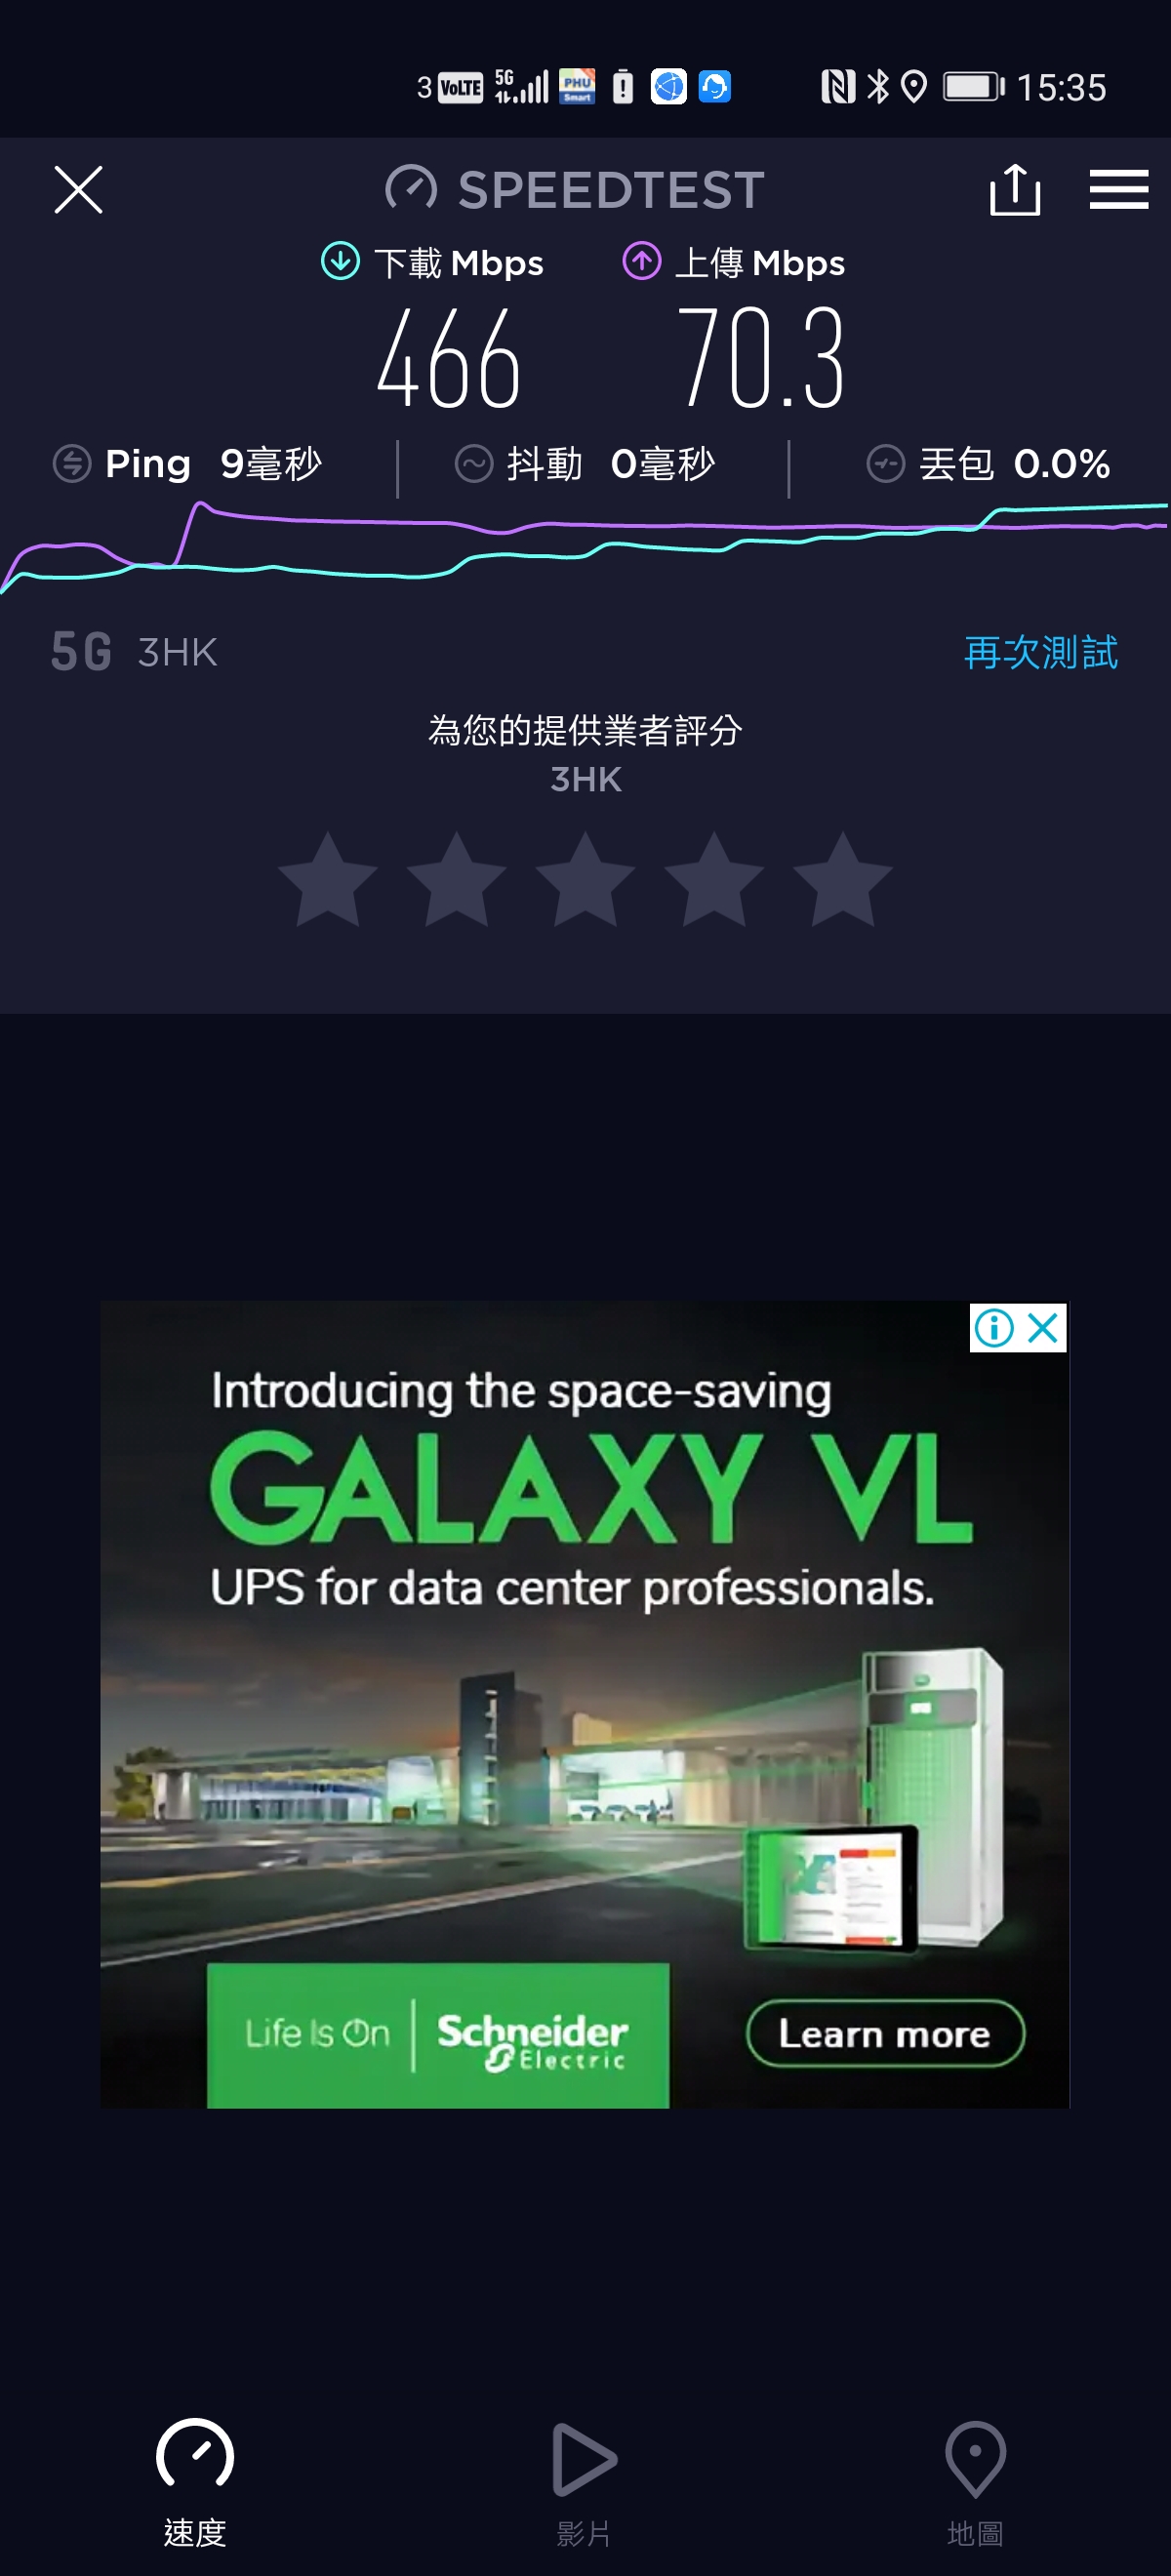 3 VoLTE 5G PHU Smart 15:35
SPEEDTEST
下載 Mbps 上傳 Mbps
466 70.3
Ping 9毫秒 抖動 0毫秒 丟包 0.0%
5G 3HK 再次測試
為您的提供業者評分
3HK
Introducing the space-saving
GALAXY VL
UPS for data center professionals.
Life Is On Schneider Electric Learn more
速度 影片 地圖